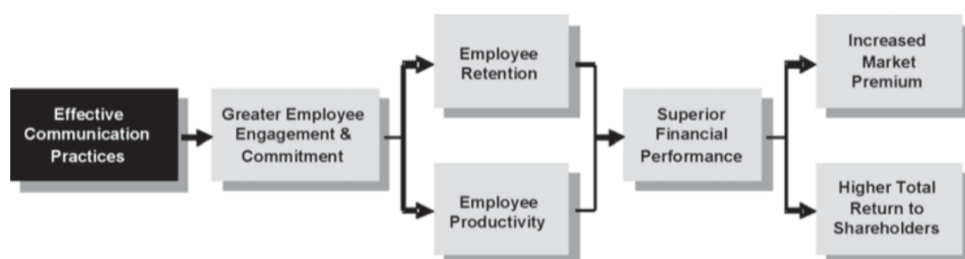 Effective
Communication
Practices
Greater Employee
Engagement &
Commitment
Employee
Retention
Employee
Productivity
Superior
Financial
Performance
Increased
Market
Premium
Higher Total
Return to
Shareholders